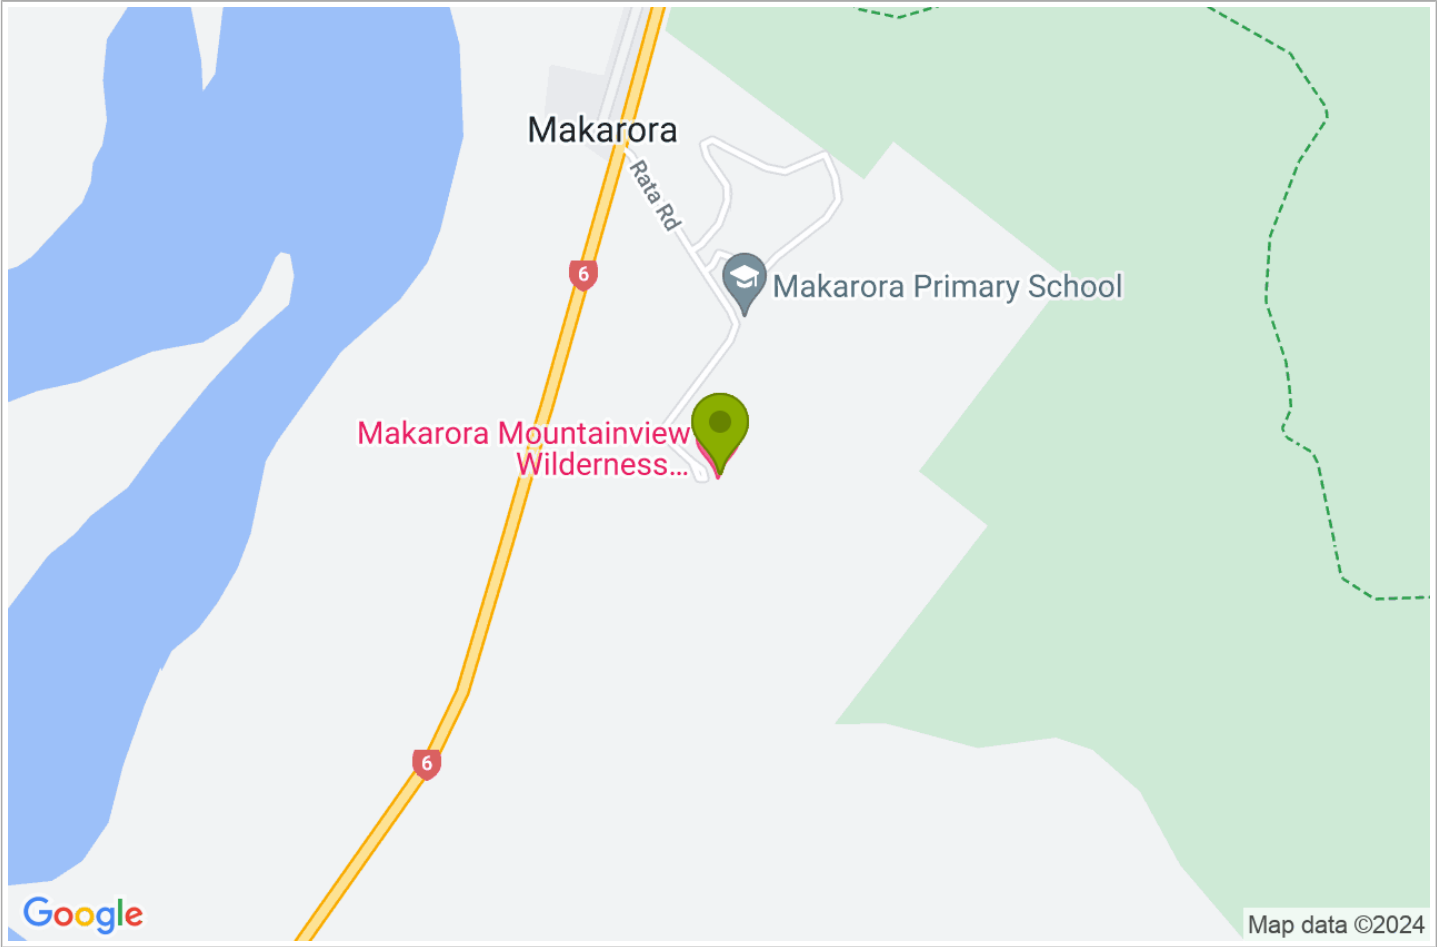 Makarora
Rata Rd
6
Makarora Primary School
Makarora Mountainview
Wilderness...
6
Google
Map data ©2024